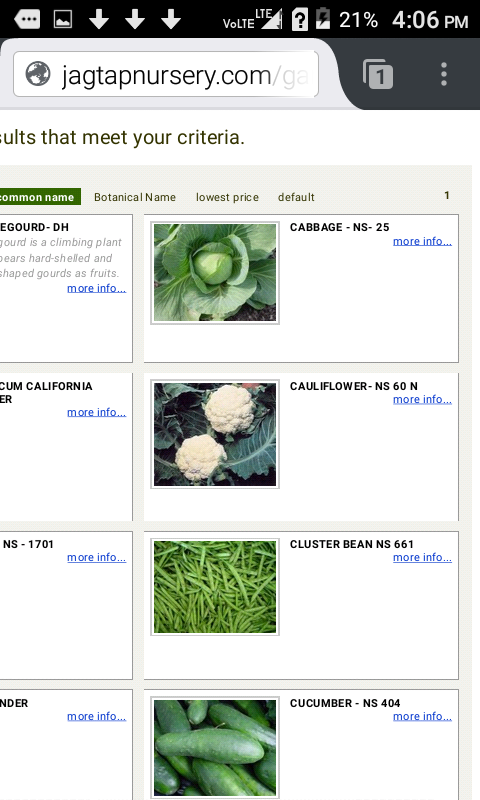 VoLTE LTE 21% 4:06 PM
jagtapnursery.com/ga
1
sults that meet your criteria.
common name Botanical Name lowest price default 1
EGOURD- DH
gourd is a climbing plant
bears hard-shelled and
shaped gourds as fruits.
more info...
CABBAGE - NS- 25
more info...
CUM CALIFORNIA
ER
more info...
CAULIFLOWER- NS 60 N
more info...
NS - 1701
more info...
CLUSTER BEAN NS 661
more info...
NDER
more info...
CUCUMBER - NS 404
more info...